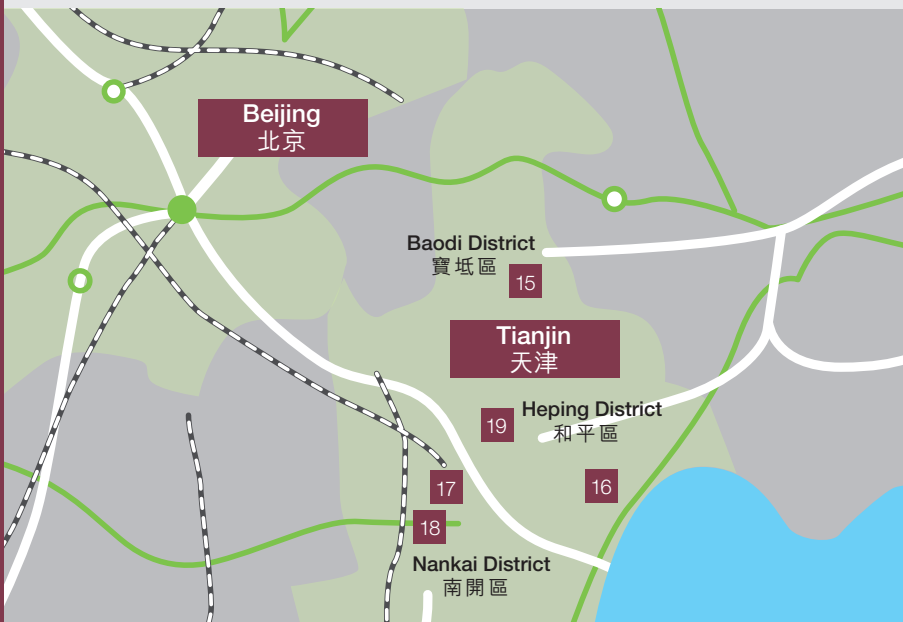 Beijing
北京
Baodi District
寶坻區
15
Tianjin
天津
19
Heping District
和平區
17
16
18
Nankai District
南開區